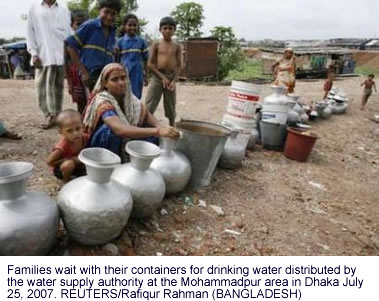 Families wait with their containers for drinking water distributed by
the water supply authority at the Mohammadpur area in Dhaka July
25, 2007. REUTERS/Rafiqur Rahman (BANGLADESH)